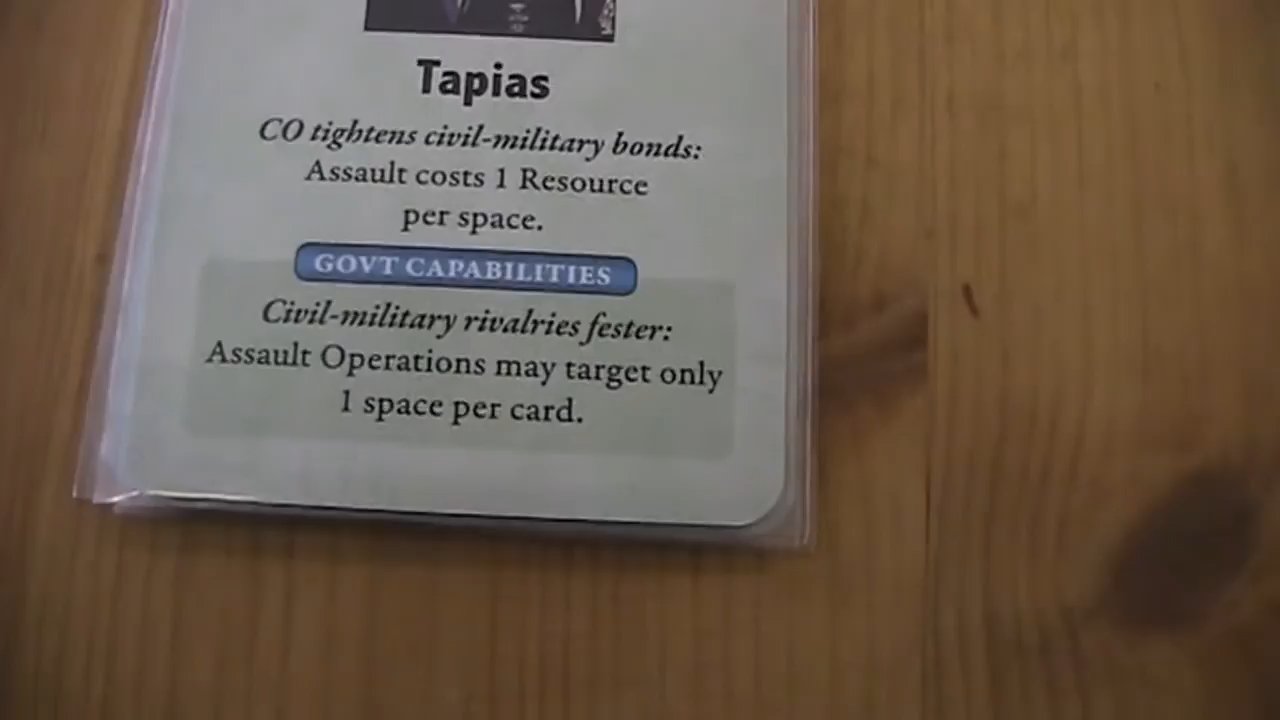 Tapias
CO tightens civil-military bonds:
Assault costs 1 Resource
per space.
GOVT CAPABILITIES
Civil-military rivalries fester:
Assault Operations may target only
1 space per card.